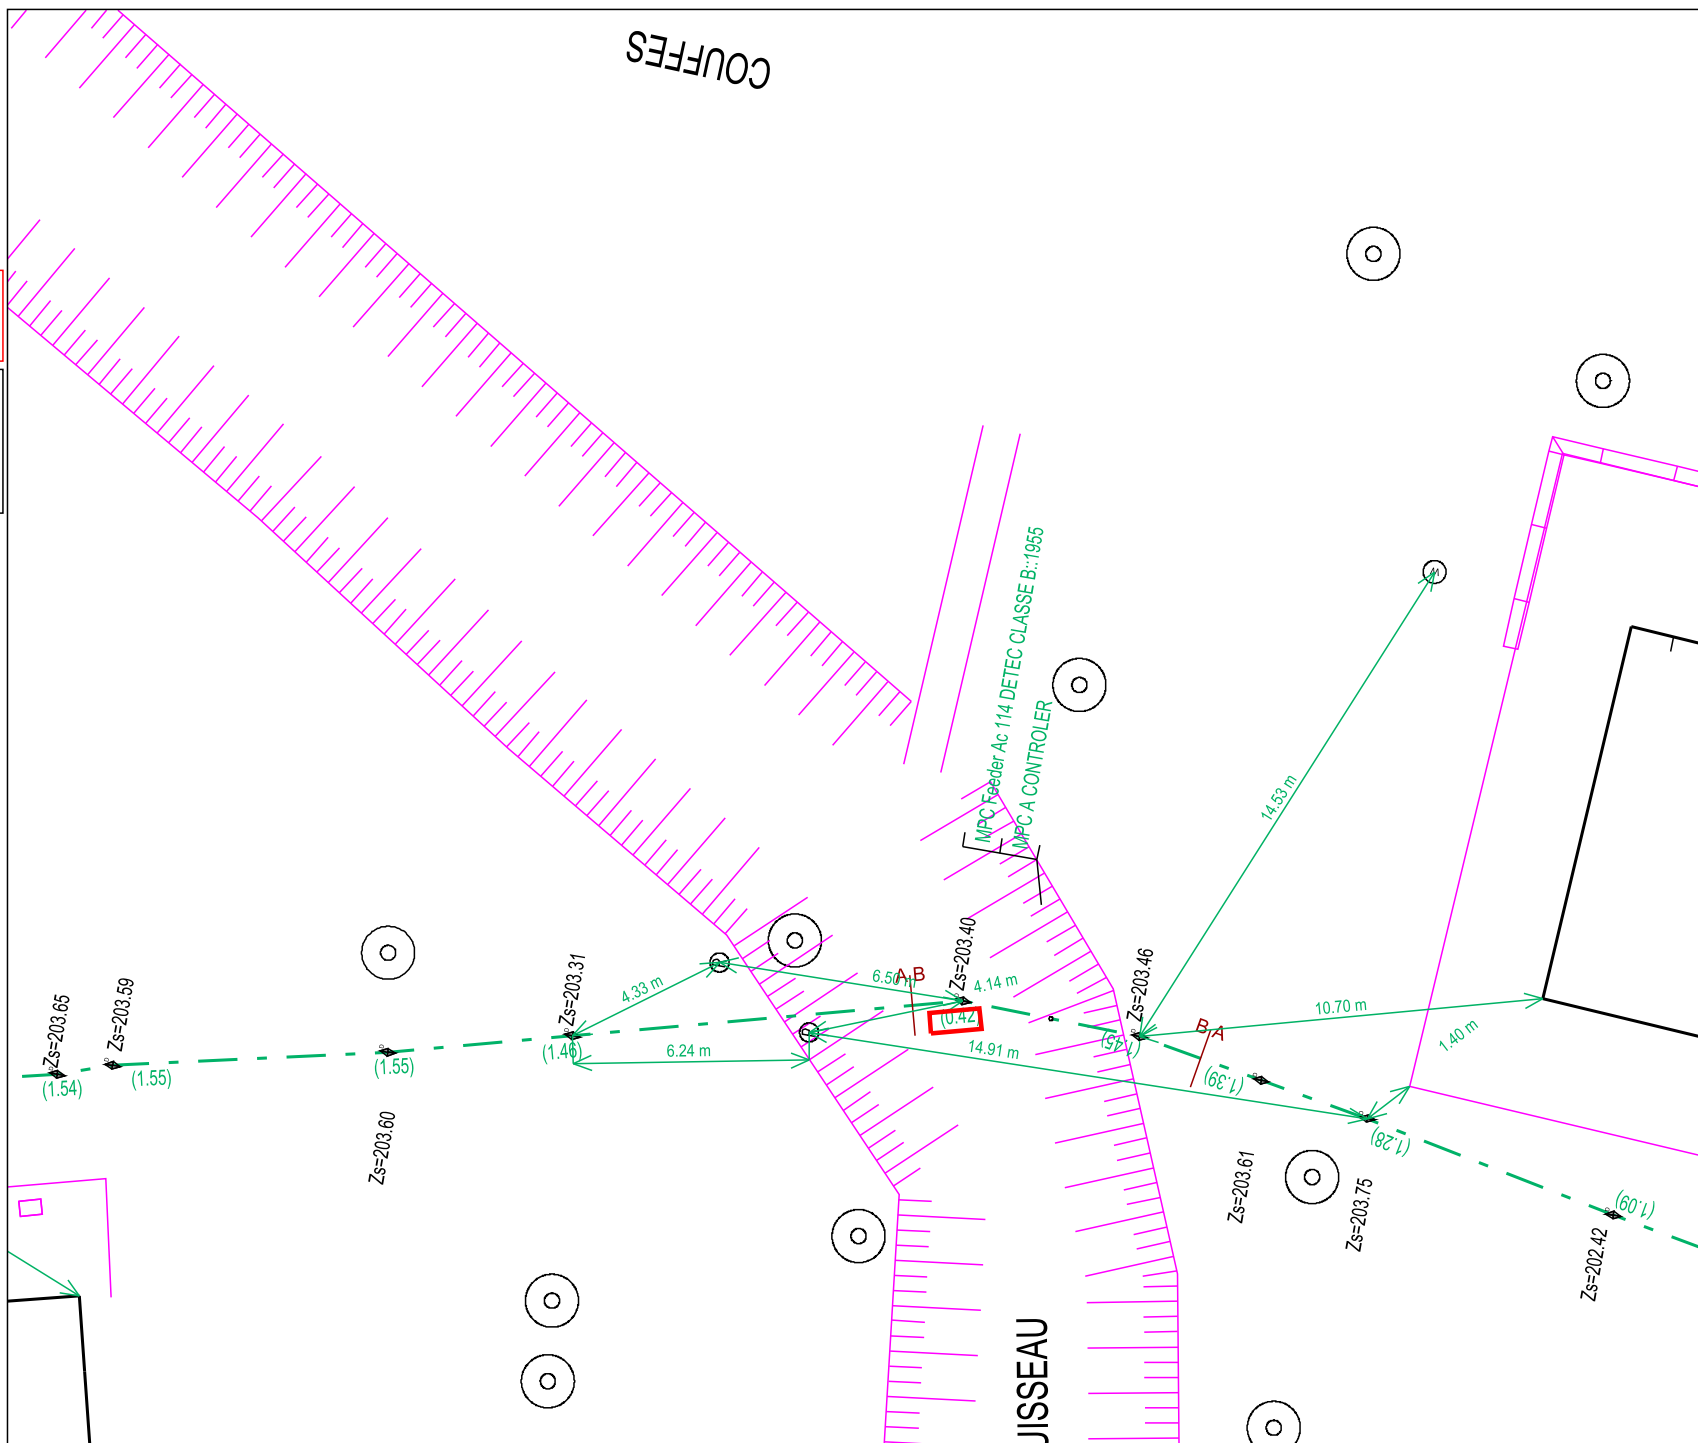 COUFFES
MPC Feeder Ac 114 DETEC CLASSE B::1955
MPC A CONTROLER
14.53 m
Zs=203.65
Zs=203.59
Zs=203.31
Zs=203.40
Zs=203.46
4.33 m
6.50 m
A B
4.14 m
10.70 m
1.40 m
(0.42
B A
(1.54)
(1.55)
(1.55)
(1.46)
6.24 m
14.91 m
(1.45)
(1.39)
(1.28)
(1.09)
Zs=203.60
Zs=203.61
Zs=203.75
Zs=202.42
UISSEAU